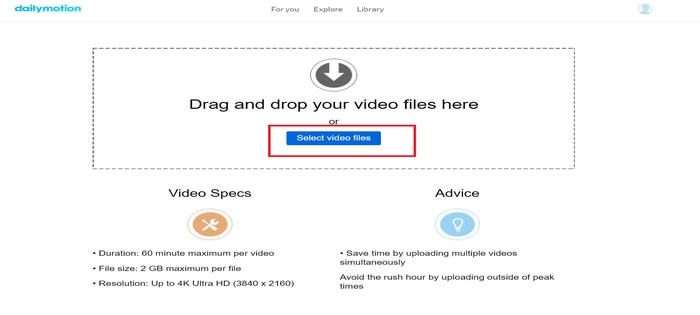 dailymotion
For you Explore Library
Drag and drop your video files here
or
Select video files
Video Specs
• Duration: 60 minute maximum per video
• File size: 2 GB maximum per file
• Resolution: Up to 4K Ultra HD (3840 x 2160)
Advice
• Save time by uploading multiple videos
simultaneously
Avoid the rush hour by uploading outside of peak
times